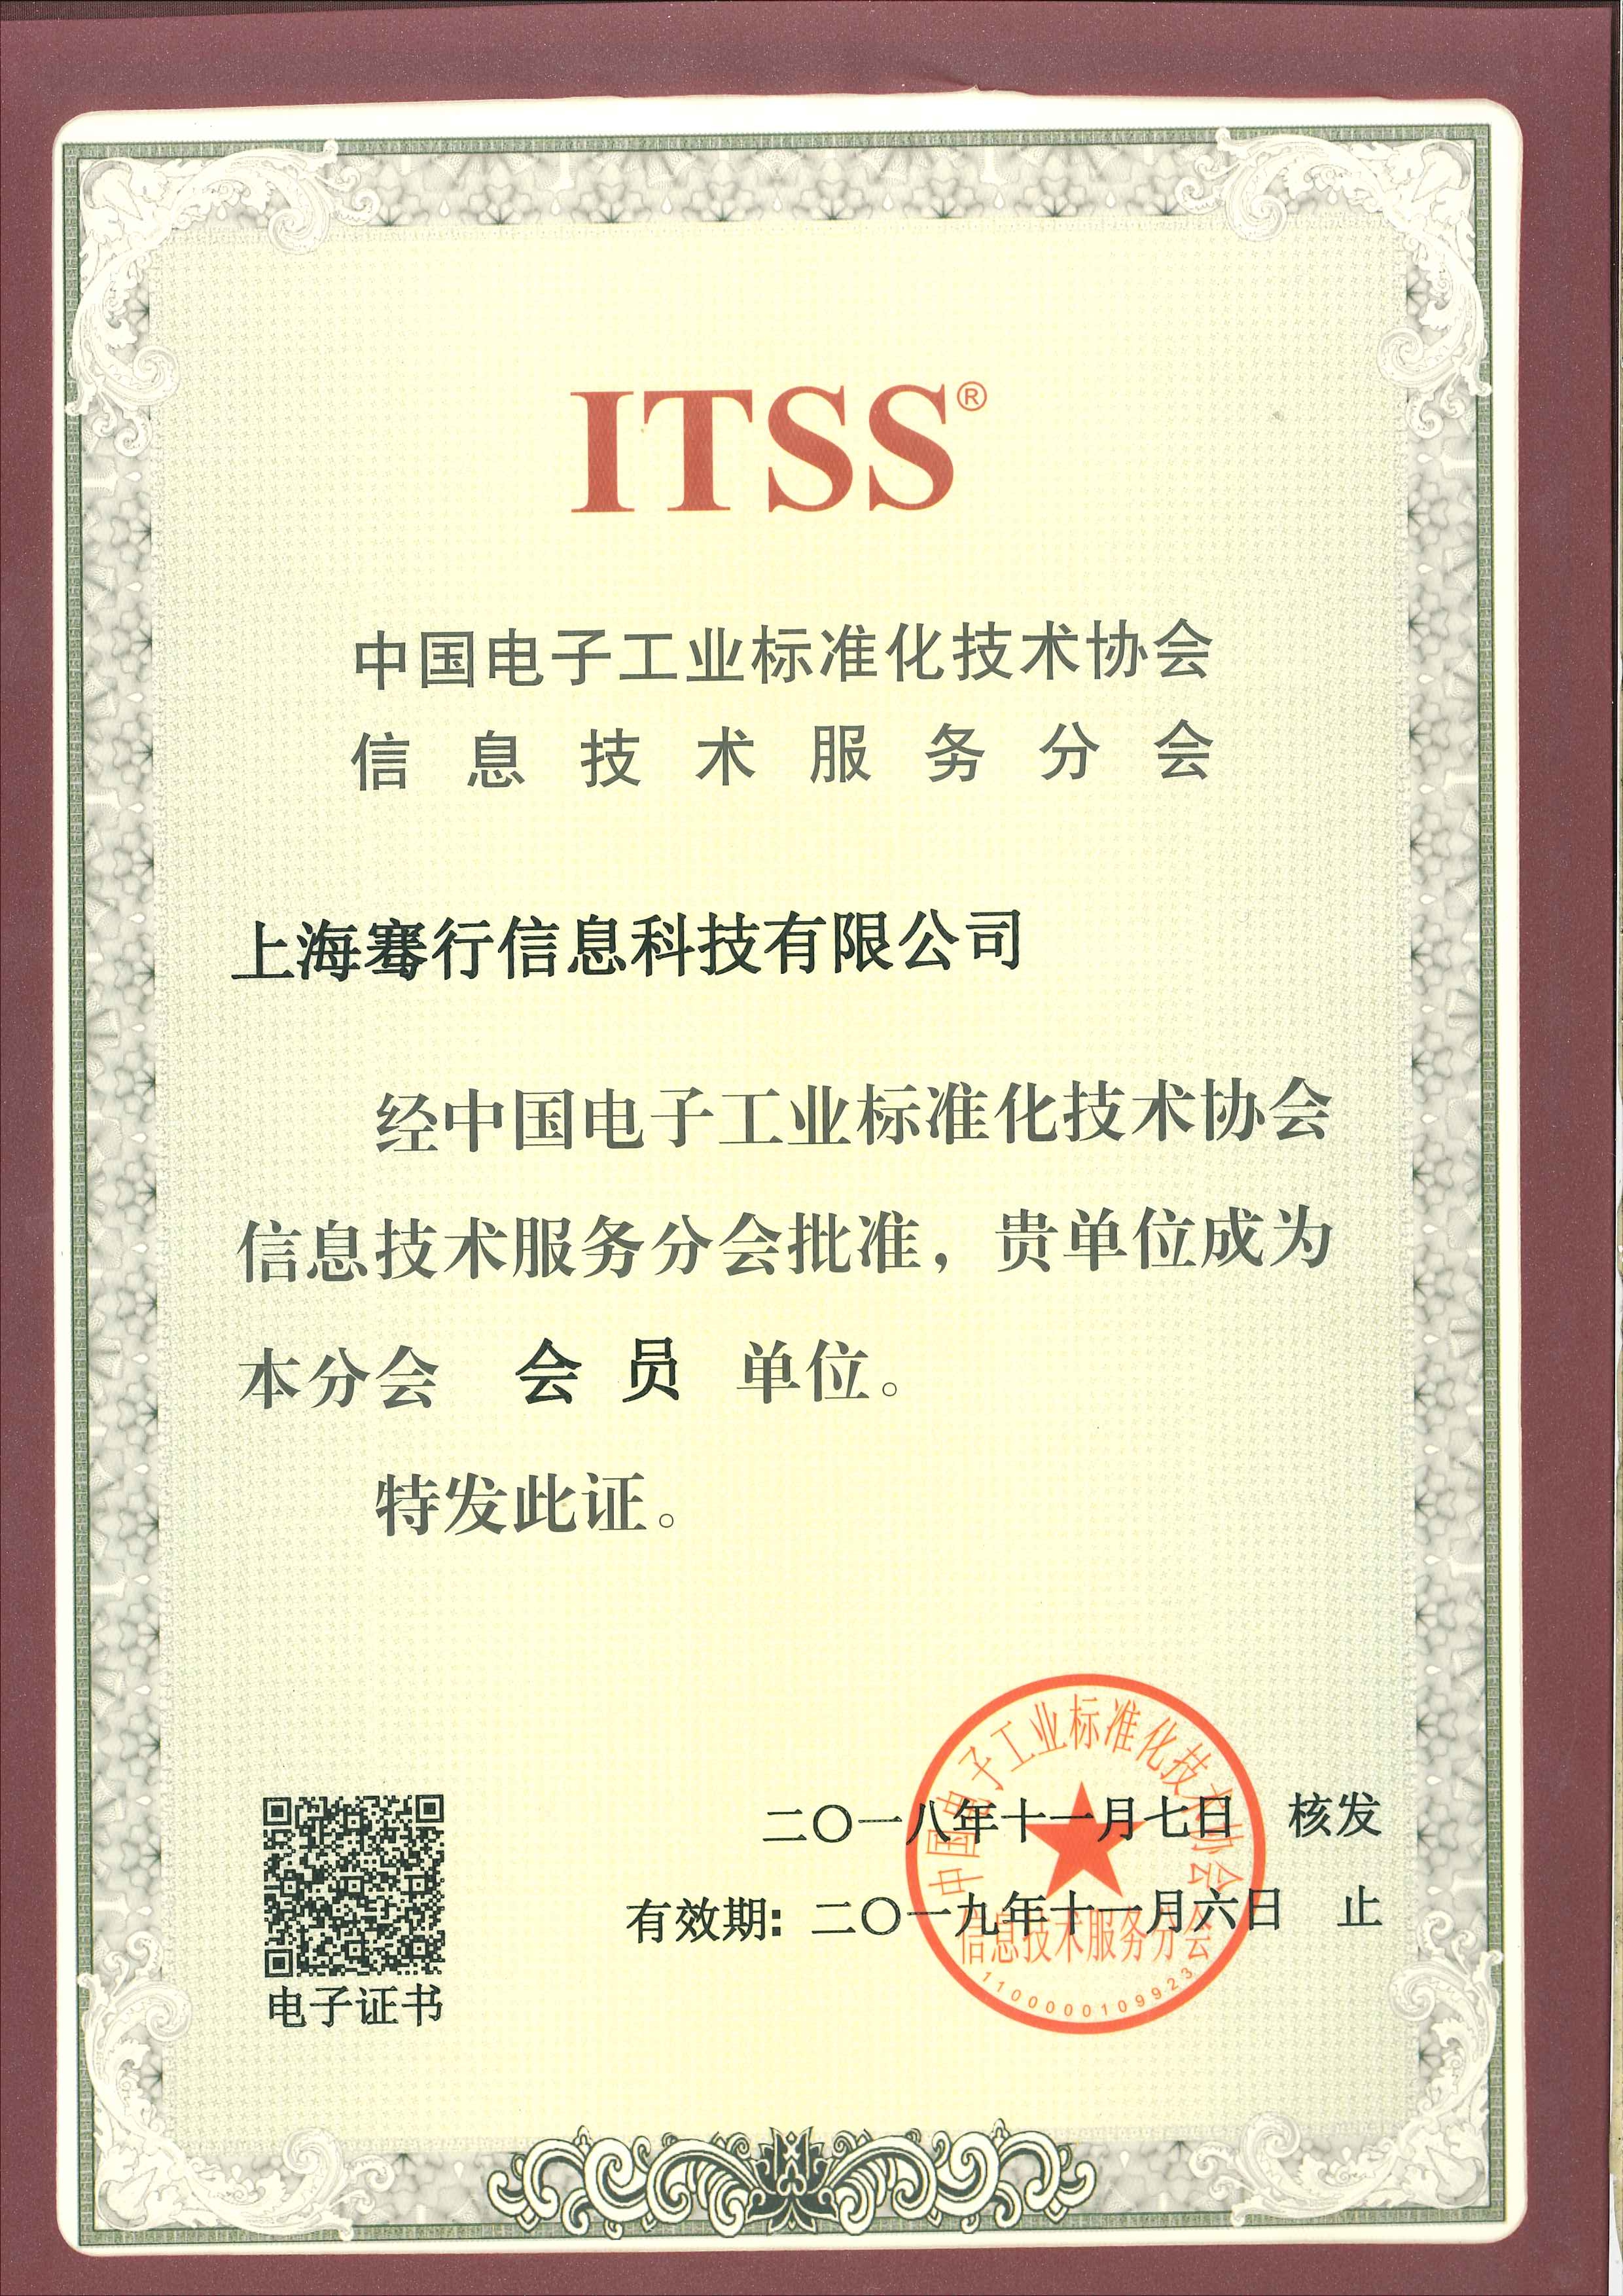 ITSS®
中国电子工业标准化技术协会
信息技术服务分会
上海骞行信息科技有限公司
经中国电子工业标准化技术协会
信息技术服务分会批准，贵单位成为
本分会 会员 单位。
特发此证。
二〇一八年十一月七日 核发
有效期：二〇一九年十一月六日 止
电子证书
中国电子工业标准化技术协会
信息技术服务分会
1100000109923